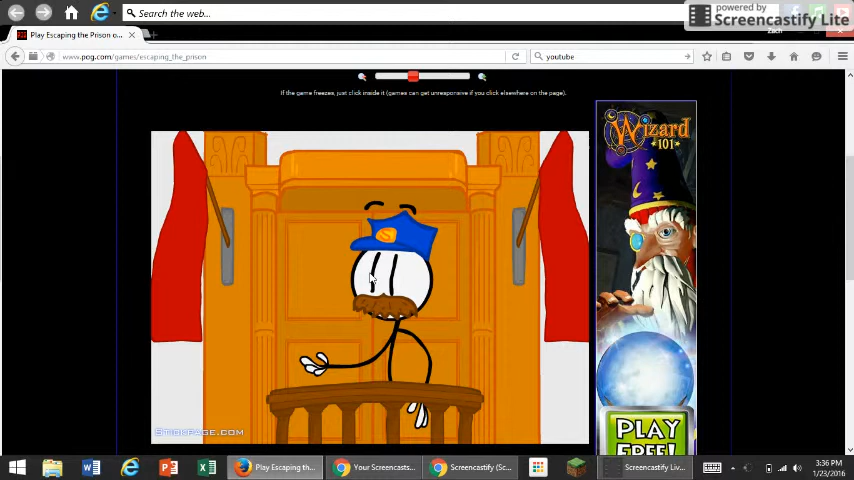 Search the web...
powered by
Screencastify Lite
Play Escaping the Prison o...
Zach
www.pog.com/games/escaping_the_prison
youtube
If the game freezes, just click inside it (games can get unresponsive if you click elsewhere on the page).
Wizard
101
S
STICKPAGE.COM
PLAY
FREE!
Play Escaping th...
Your Screencasts...
Screencastify (Sc...
Screencastify Liv...
3:36 PM
1/23/2016